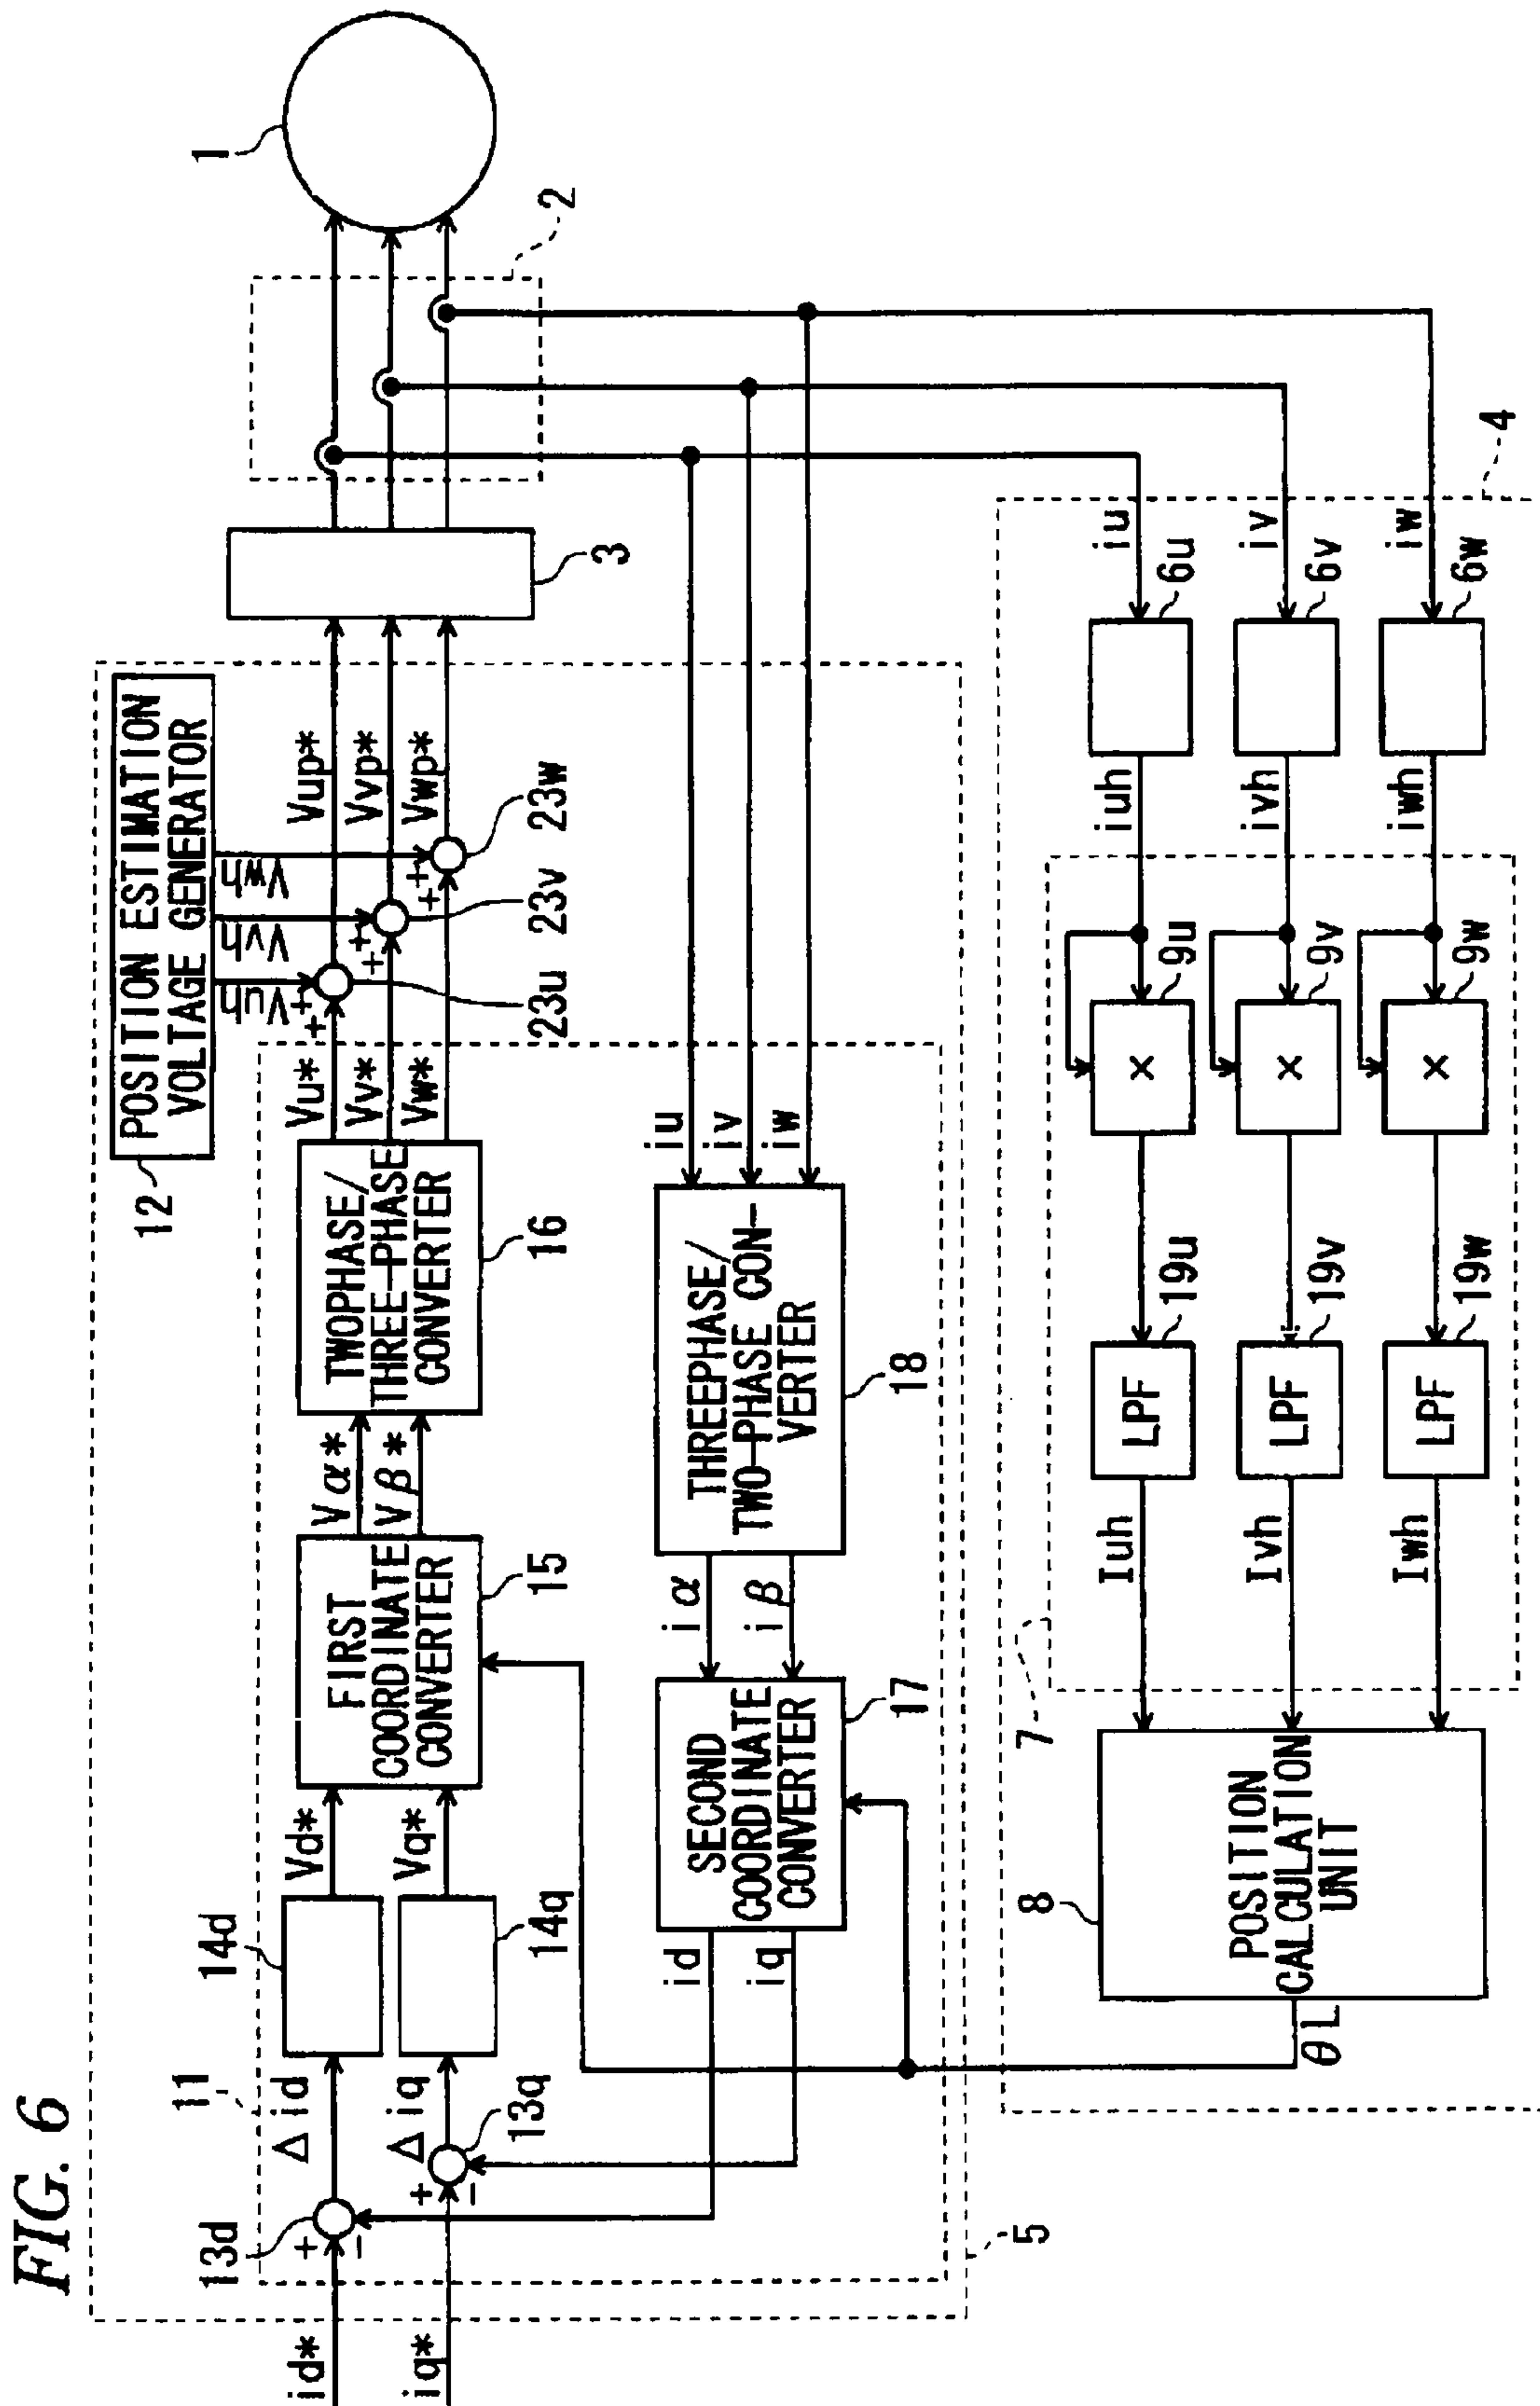 FIG. 6
1
2
3
POSITION ESTIMATION
VOLTAGE GENERATOR
12
Vuh
Vvh
Vwh
Vup*
Vvp*
Vwp*
23u
23v
23w
Vu*
Vv*
Vw*
TWOPHASE/
THREE-PHASE
CONVERTER
16
Vα*
Vβ*
FIRST
COORDINATE
CONVERTER
15
Vd*
Vq*
14d
14q
11
Δid
Δiq
13d
13q
+
-
+
-
+
+
+
+
+
+
id*
iq*
5
iu
iv
iw
THREEPHASE/
TWO-PHASE CON-
VERTER
18
iα
iβ
SECOND
COORDINATE
CONVERTER
17
id
iq
4
iu
iv
iw
6u
6v
6w
iuh
ivh
iwh
9u
9v
9w
×
×
×
19u
19v
19w
LPF
LPF
LPF
Iuh
Ivh
Iwh
7
8
POSITION
CALCULATION
UNIT
θL